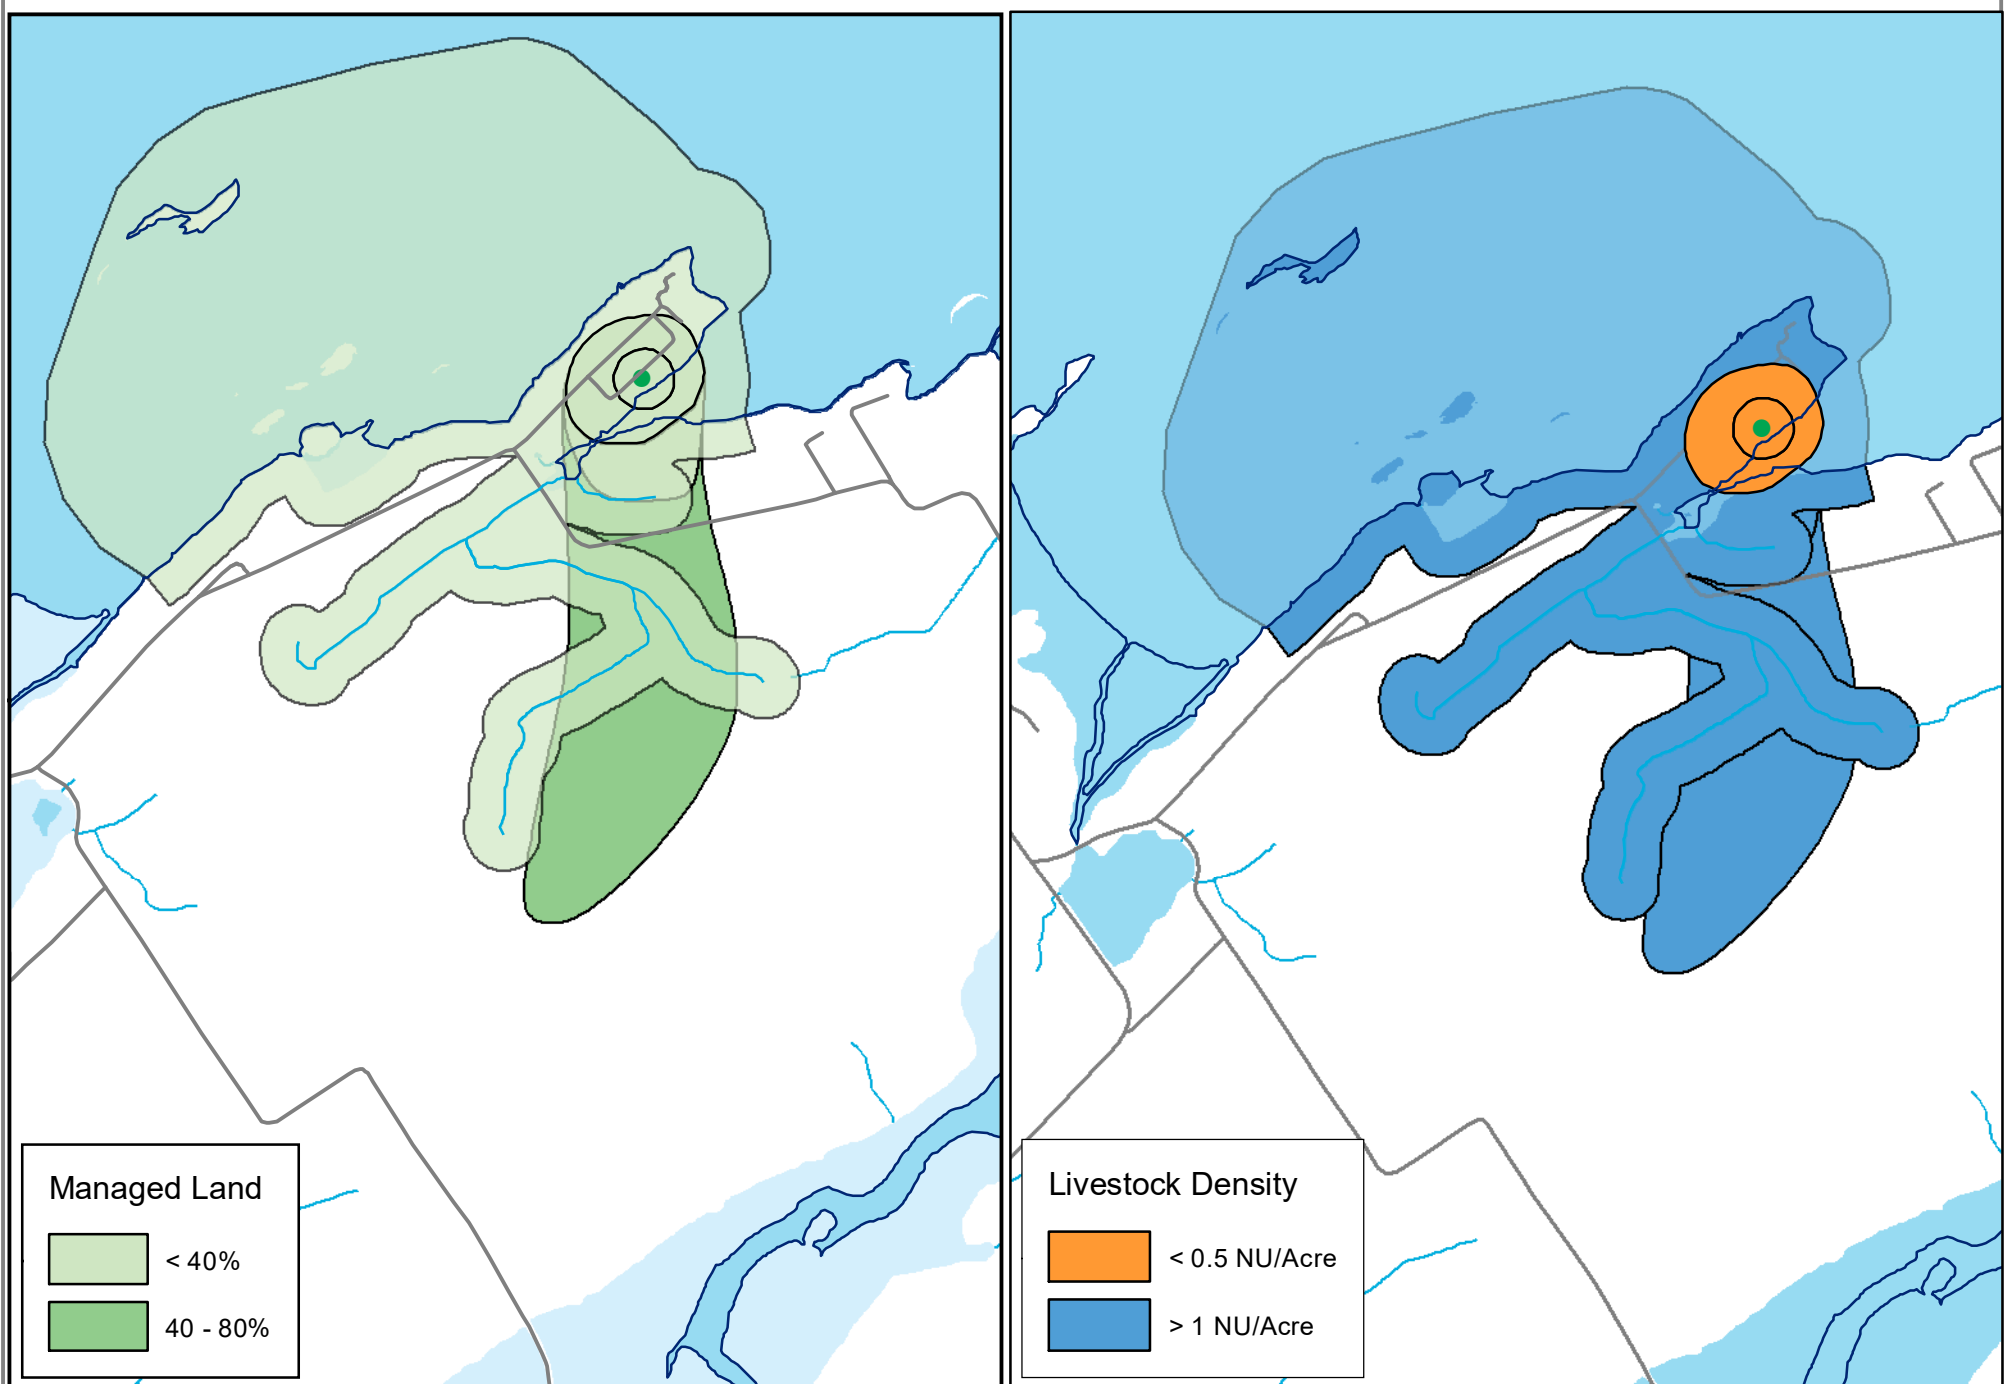 Managed Land
< 40%
40 - 80%
Livestock Density
< 0.5 NU/Acre
> 1 NU/Acre